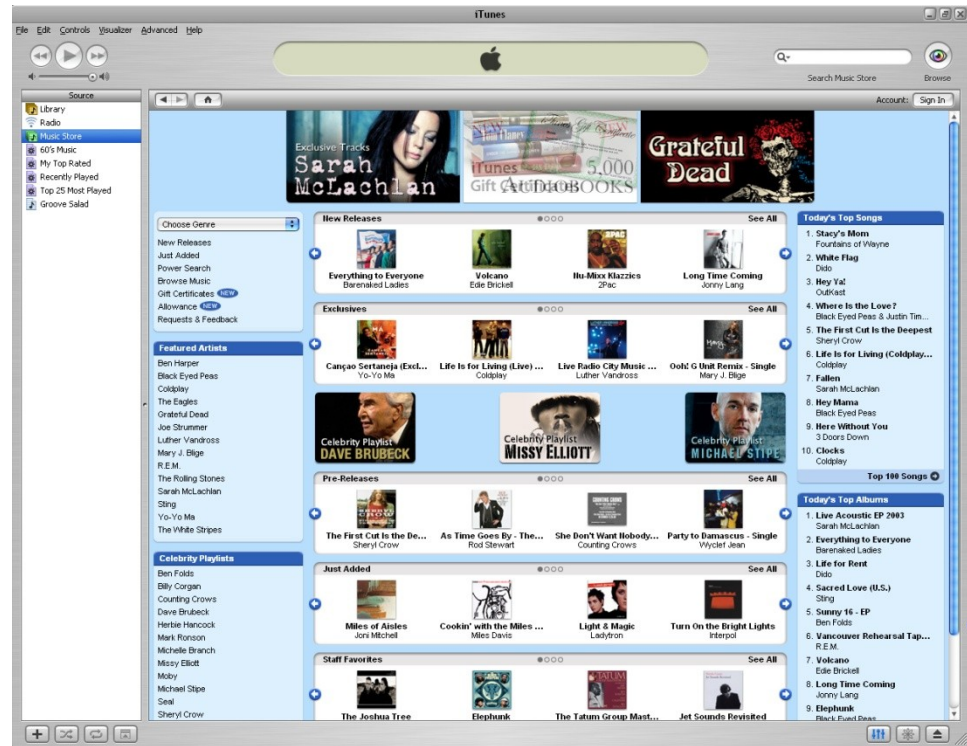 iTunes
File Edit Controls Visualizer Advanced Help
Search Music Store
Browse
Source
Library
Radio
Music Store
60's Music
My Top Rated
Recently Played
Top 25 Most Played
Groove Salad
Account: Sign In
Exclusive Tracks
Sarah
McLachlan
iTunes
Gift Certificates
5,000
AUDIOBOOKS
Grateful
Dead
Choose Genre
New Releases
Just Added
Power Search
Browse Music
Gift Certificates NEW
Allowance NEW
Requests & Feedback
Featured Artists
Ben Harper
Black Eyed Peas
Coldplay
The Eagles
Grateful Dead
Joe Strummer
Luther Vandross
Mary J. Blige
R.E.M.
The Rolling Stones
Sarah McLachlan
Sting
Yo-Yo Ma
The White Stripes
Celebrity Playlists
Ben Folds
Billy Corgan
Counting Crows
Dave Brubeck
Herbie Hancock
Mark Ronson
Michelle Branch
Missy Elliott
Moby
Michael Stipe
Seal
Sheryl Crow
New Releases See All
Everything to Everyone
Barenaked Ladies
Volcano
Edie Brickell
2PAC
Nu-Mixx Klazzics
2Pac
Long Time Coming
Jonny Lang
Exclusives See All
Cançao Sertaneja (Excl...
Yo-Yo Ma
Life Is for Living (Live) ...
Coldplay
Live Radio City Music ...
Luther Vandross
Ooh! G Unit Remix - Single
Mary J. Blige
Celebrity Playlist
DAVE BRUBECK
Celebrity Playlist
MISSY ELLIOTT
Celebrity Playlist
MICHAEL STIPE
Pre-Releases See All
The First Cut Is the De...
Sheryl Crow
As Time Goes By - The...
Rod Stewart
COUNTING CROWS
She Don't Want Nobody...
Counting Crows
Party to Damascus - Single
Wyclef Jean
Just Added See All
Miles of Aisles
Joni Mitchell
Cookin' with the Miles ...
Miles Davis
Light & Magic
Ladytron
Turn On the Bright Lights
Interpol
Staff Favorites See All
The Joshua Tree
Elephunk
TATUM
The Tatum Group Mast...
Jet Sounds Revisited
Today's Top Songs
1. Stacy's Mom
Fountains of Wayne
2. White Flag
Dido
3. Hey Ya!
OutKast
4. Where Is the Love?
Black Eyed Peas & Justin Tim...
5. The First Cut Is the Deepest
Sheryl Crow
6. Life Is for Living (Coldplay...
Coldplay
7. Fallen
Sarah McLachlan
8. Hey Mama
Black Eyed Peas
9. Here Without You
3 Doors Down
10. Clocks
Coldplay
Top 100 Songs
Today's Top Albums
1. Live Acoustic EP 2003
Sarah McLachlan
2. Everything to Everyone
Barenaked Ladies
3. Life for Rent
Dido
4. Sacred Love (U.S.)
Sting
5. Sunny 16 - EP
Ben Folds
6. Vancouver Rehearsal Tap...
R.E.M.
7. Volcano
Edie Brickell
8. Long Time Coming
Jonny Lang
9. Elephunk
Black Eyed Peas